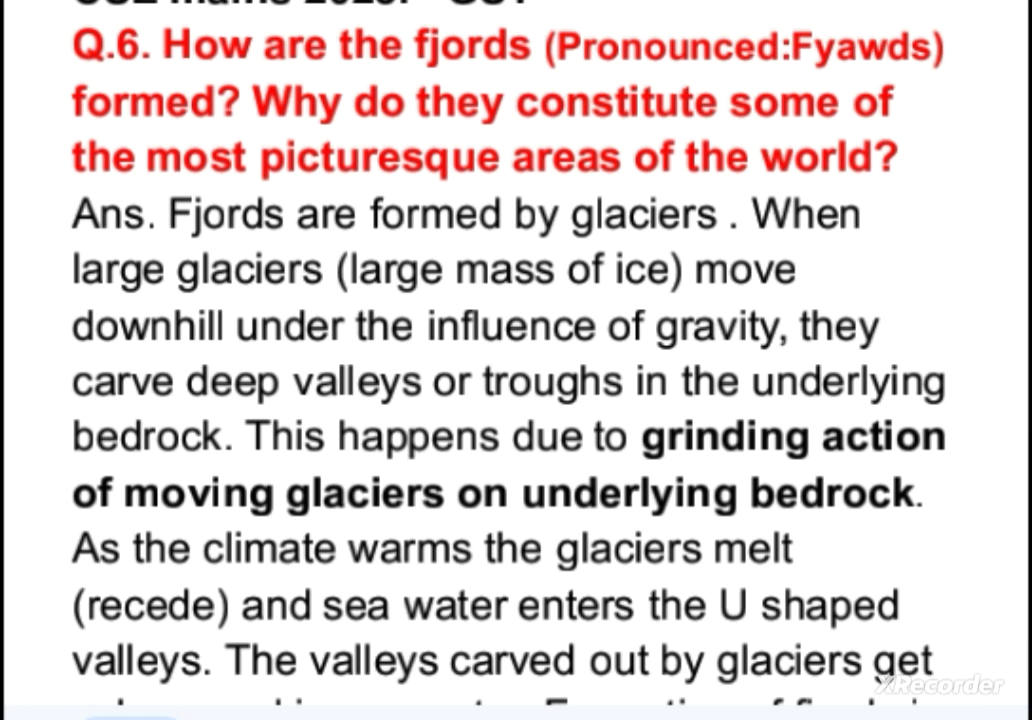 Q.6. How are the fjords (Pronounced:Fyawds)
formed? Why do they constitute some of
the most picturesque areas of the world?
Ans. Fjords are formed by glaciers . When
large glaciers (large mass of ice) move
downhill under the influence of gravity, they
carve deep valleys or troughs in the underlying
bedrock. This happens due to grinding action
of moving glaciers on underlying bedrock.
As the climate warms the glaciers melt
(recede) and sea water enters the U shaped
valleys. The valleys carved out by glaciers get
XRecorder